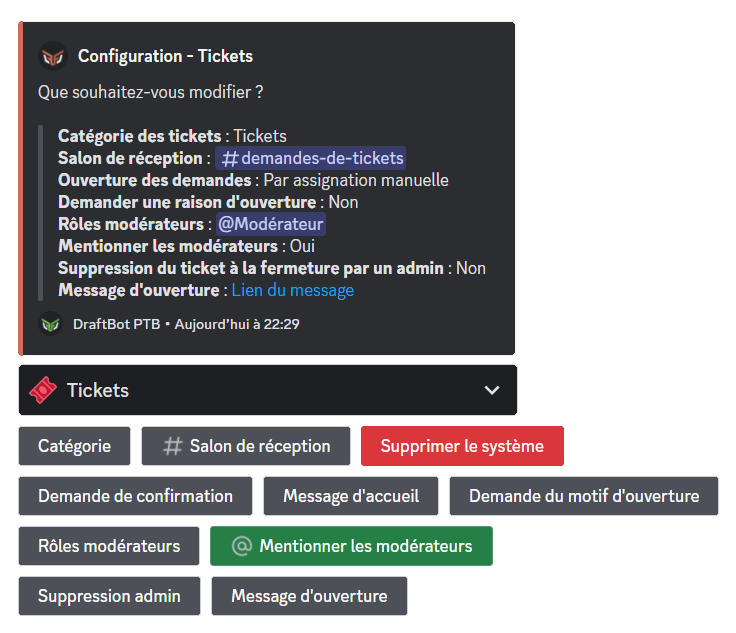 Configuration - Tickets
Que souhaitez-vous modifier ?
Catégorie des tickets : Tickets
Salon de réception : #demandes-de-tickets
Ouverture des demandes : Par assignation manuelle
Demander une raison d'ouverture : Non
Rôles modérateurs : @Modérateur
Mentionner les modérateurs : Oui
Suppression du ticket à la fermeture par un admin : Non
Message d'ouverture : Lien du message
DraftBot PTB • Aujourd'hui à 22:29
Tickets
Catégorie # Salon de réception Supprimer le système
Demande de confirmation Message d'accueil Demande du motif d'ouverture
Rôles modérateurs @ Mentionner les modérateurs
Suppression admin Message d'ouverture